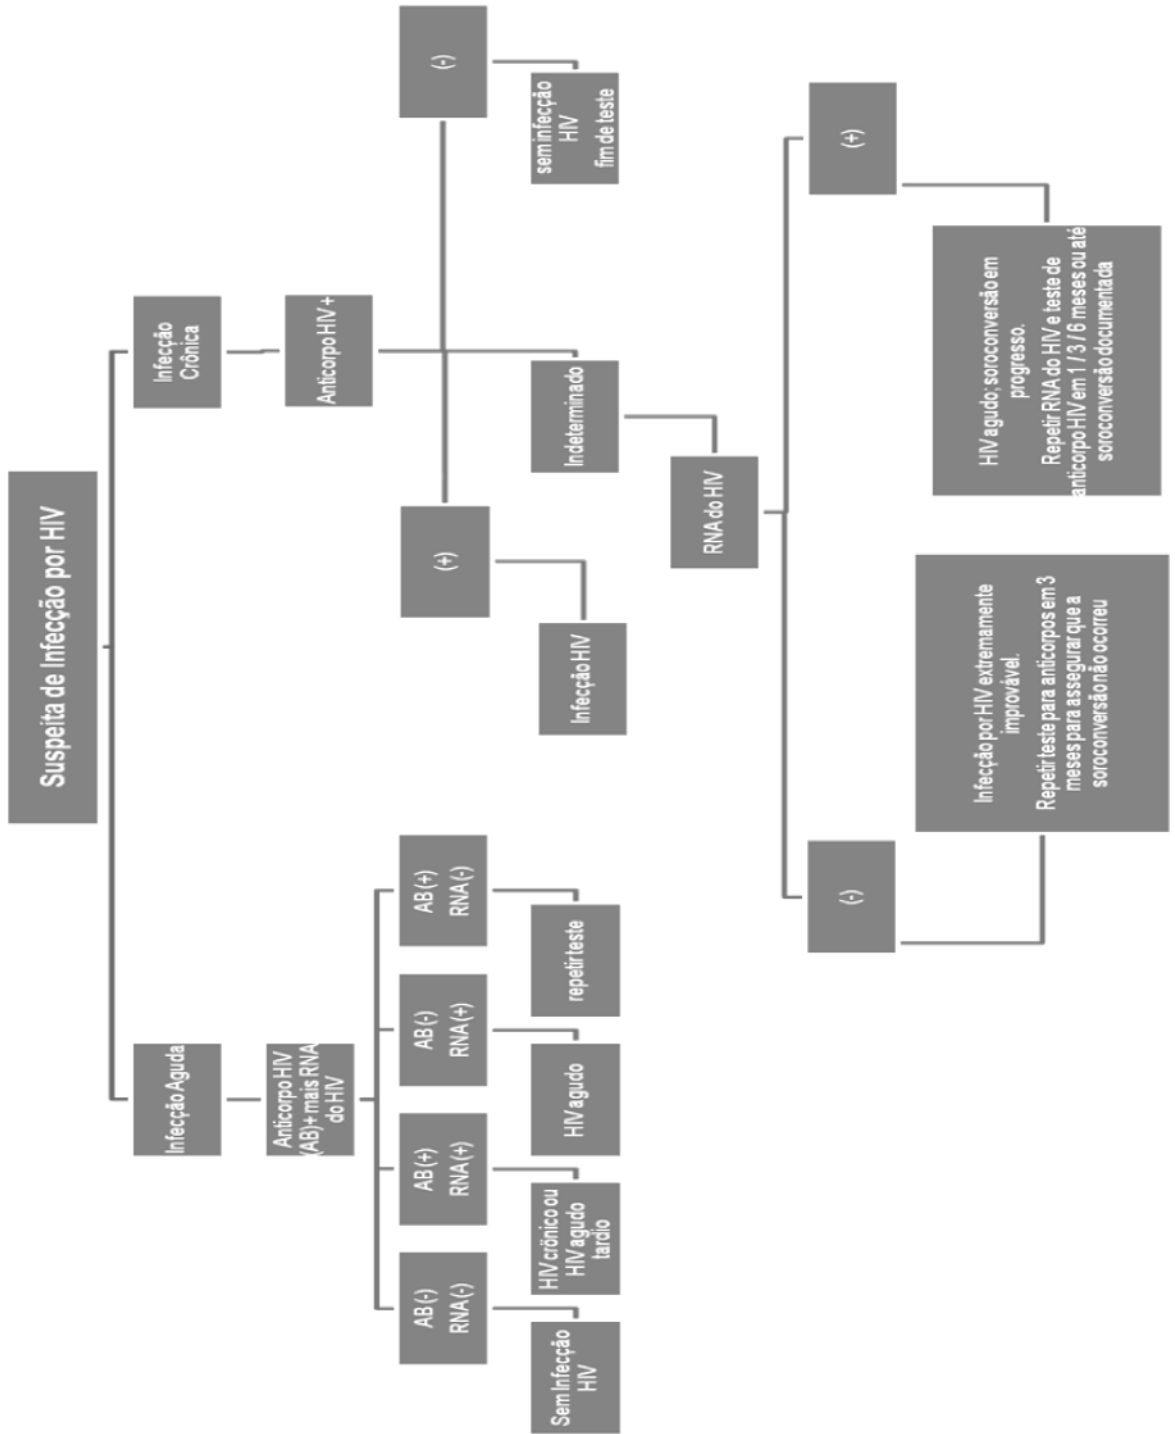 Suspeita de Infecção por HIV
Infecção Aguda
Anticorpo HIV
(AB)+ mais RNA
do HIV
AB (-)
RNA (-)
Sem Infecção
HIV
AB (+)
RNA (+)
HIV crônico ou
HIV agudo
tardio
AB (-)
RNA (+)
HIV agudo
AB (+)
RNA (-)
repetir teste
Infecção
Crônica
Anticorpo HIV +
(+)
Infecção HIV
Indeterminado
RNA do HIV
(-)
Infecção por HIV extremamente
improvável.
Repetir teste para anticorpos em 3
meses para assegurar que a
soroconversão não ocorreu
(+)
HIV agudo; soroconversão em
progresso.
Repetir RNA do HIV e teste de
anticorpo HIV em 1 / 3 / 6 meses ou até
soroconversão documentada
(-)
sem infecção
HIV
fim de teste